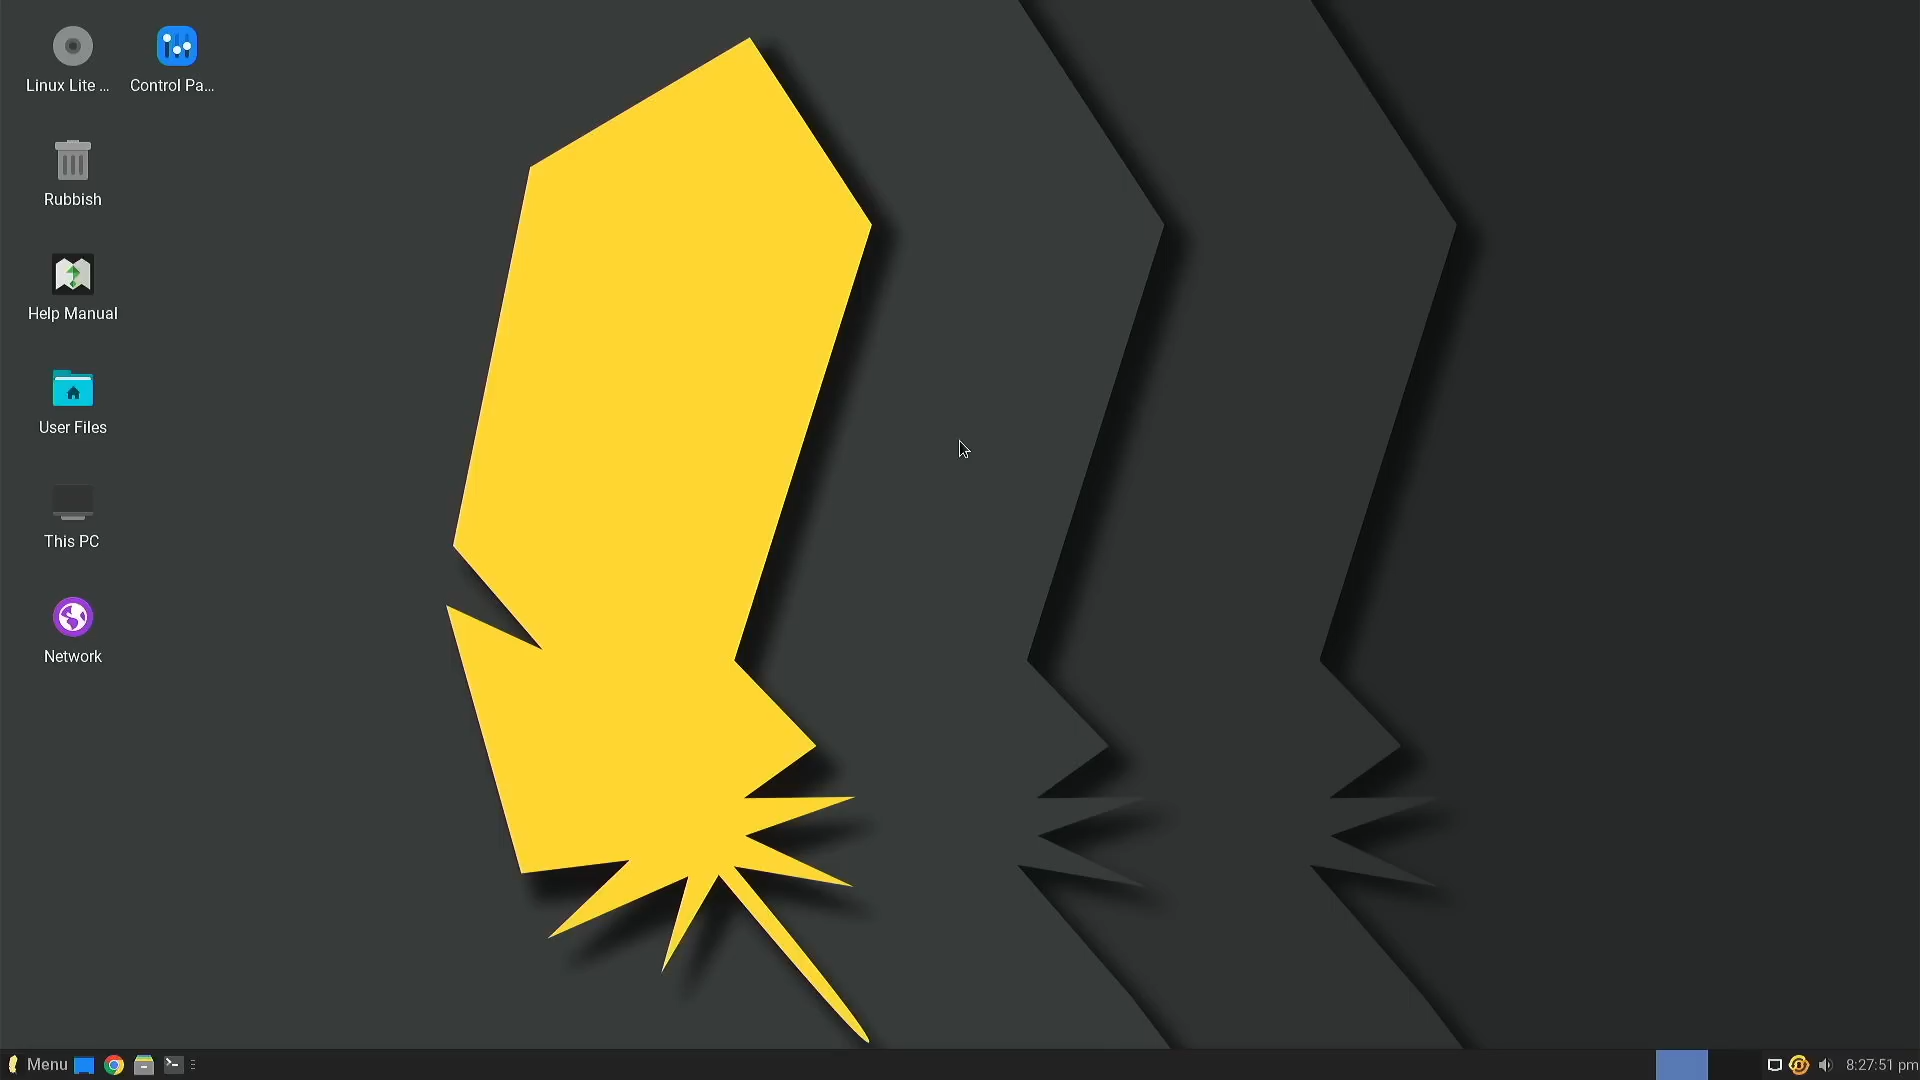 Linux Lite ...
Control Pa...
Rubbish
Help Manual
User Files
This PC
Network
Menu
8:27:51 pm